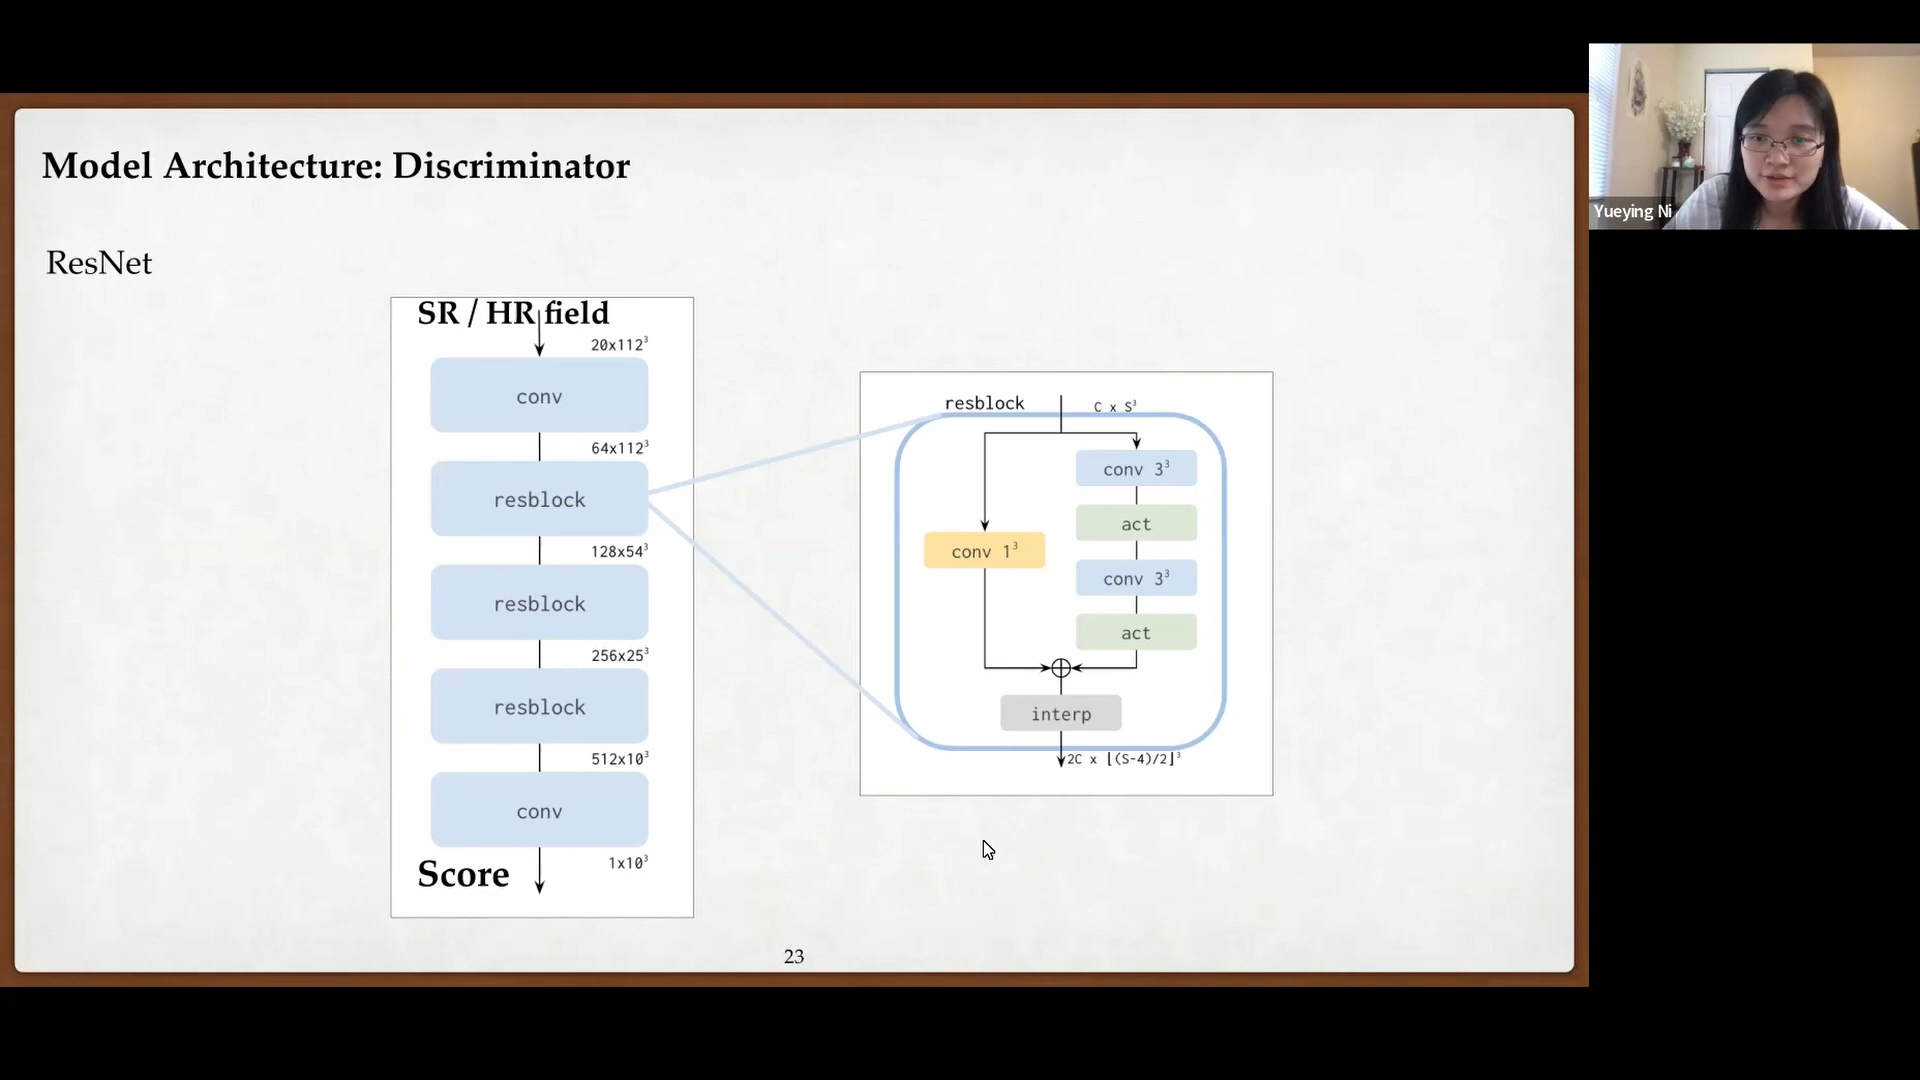 Model Architecture: Discriminator
ResNet
SR / HR field
20x112³
conv
64x112³
resblock
128x54³
resblock
256x25³
resblock
512x10³
conv
1x10³
Score
resblock
C x S³
conv 3³
act
conv 1³
conv 3³
act
interp
2C x ⌊(S-4)/2⌋³
23
Yueying Ni